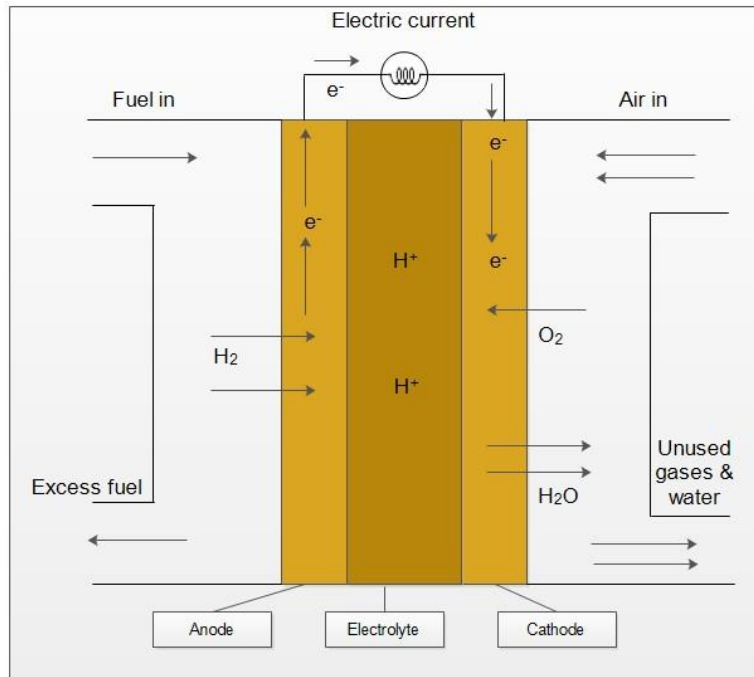 Electric current
e-
Fuel in
Air in
e-
e-
e-
H+
H2
O2
H+
Excess fuel
Unused
gases &
water
H2O
Anode
Electrolyte
Cathode